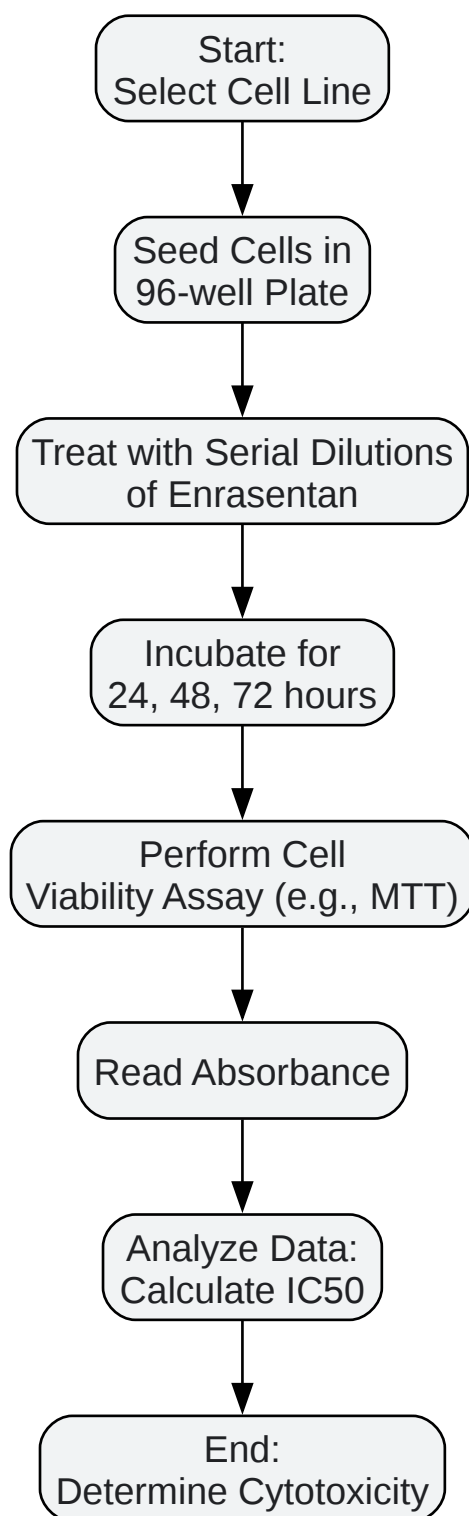 Start:
Select Cell Line
Seed Cells in
96-well Plate
Treat with Serial Dilutions
of Enrasentan
Incubate for
24, 48, 72 hours
Perform Cell
Viability Assay (e.g., MTT)
Read Absorbance
Analyze Data:
Calculate IC50
End:
Determine Cytotoxicity